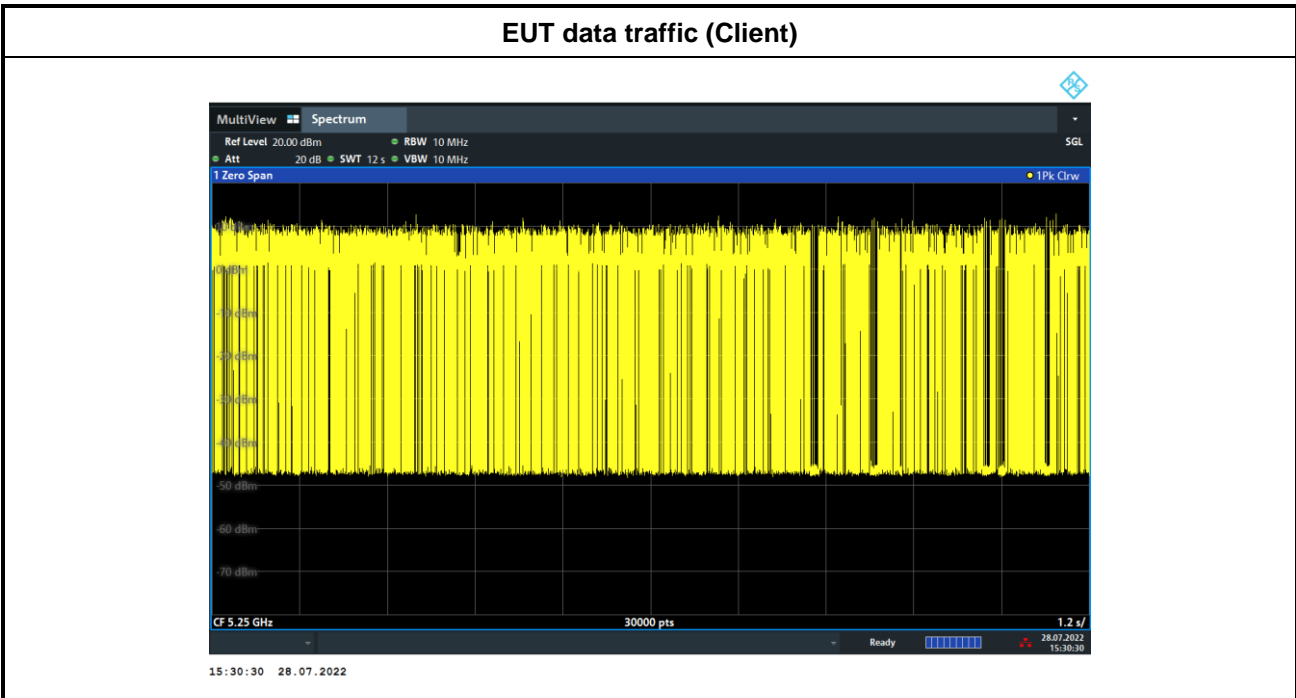 EUT data traffic (Client)
R&S
MultiView Spectrum
Ref Level 20.00 dBm RBW 10 MHz SGL
Att 20 dB SWT 12 s VBW 10 MHz
1 Zero Span 1Pk Clrw
0 dBm
-10 dBm
-20 dBm
-30 dBm
-40 dBm
-50 dBm
-60 dBm
-70 dBm
CF 5.25 GHz 30000 pts 1.2 s/
Ready 28.07.2022
15:30:30
15:30:30 28.07.2022